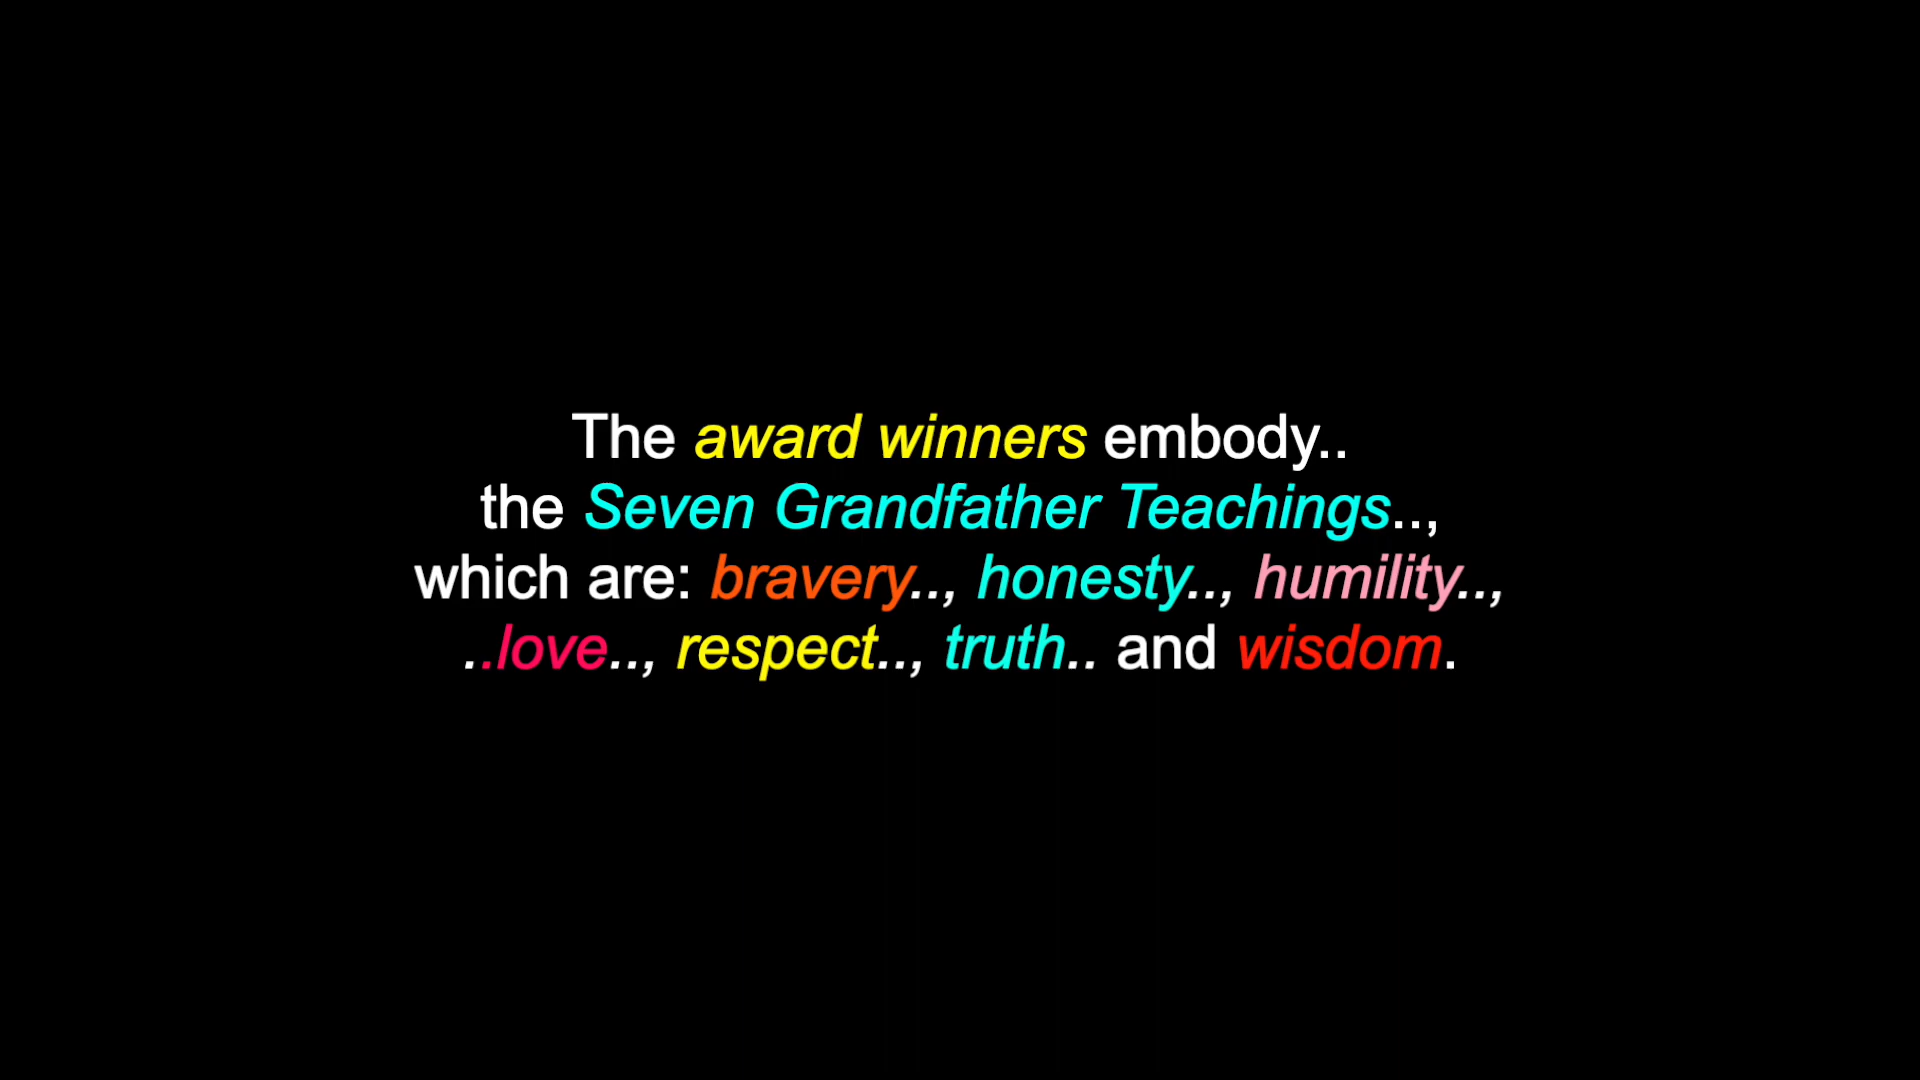 The award winners embody..
the Seven Grandfather Teachings..,
which are: bravery.., honesty.., humility..,
..love.., respect.., truth.. and wisdom.